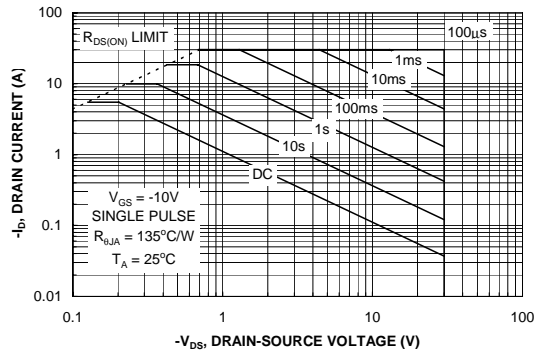 100
10
1
0.1
0.01
-I_D, DRAIN CURRENT (A)
R_DS(ON) LIMIT
100µs
1ms
10ms
100ms
1s
10s
DC
V_GS = -10V
SINGLE PULSE
R_θJA = 135°C/W
T_A = 25°C
0.1
1
10
100
-V_DS, DRAIN-SOURCE VOLTAGE (V)